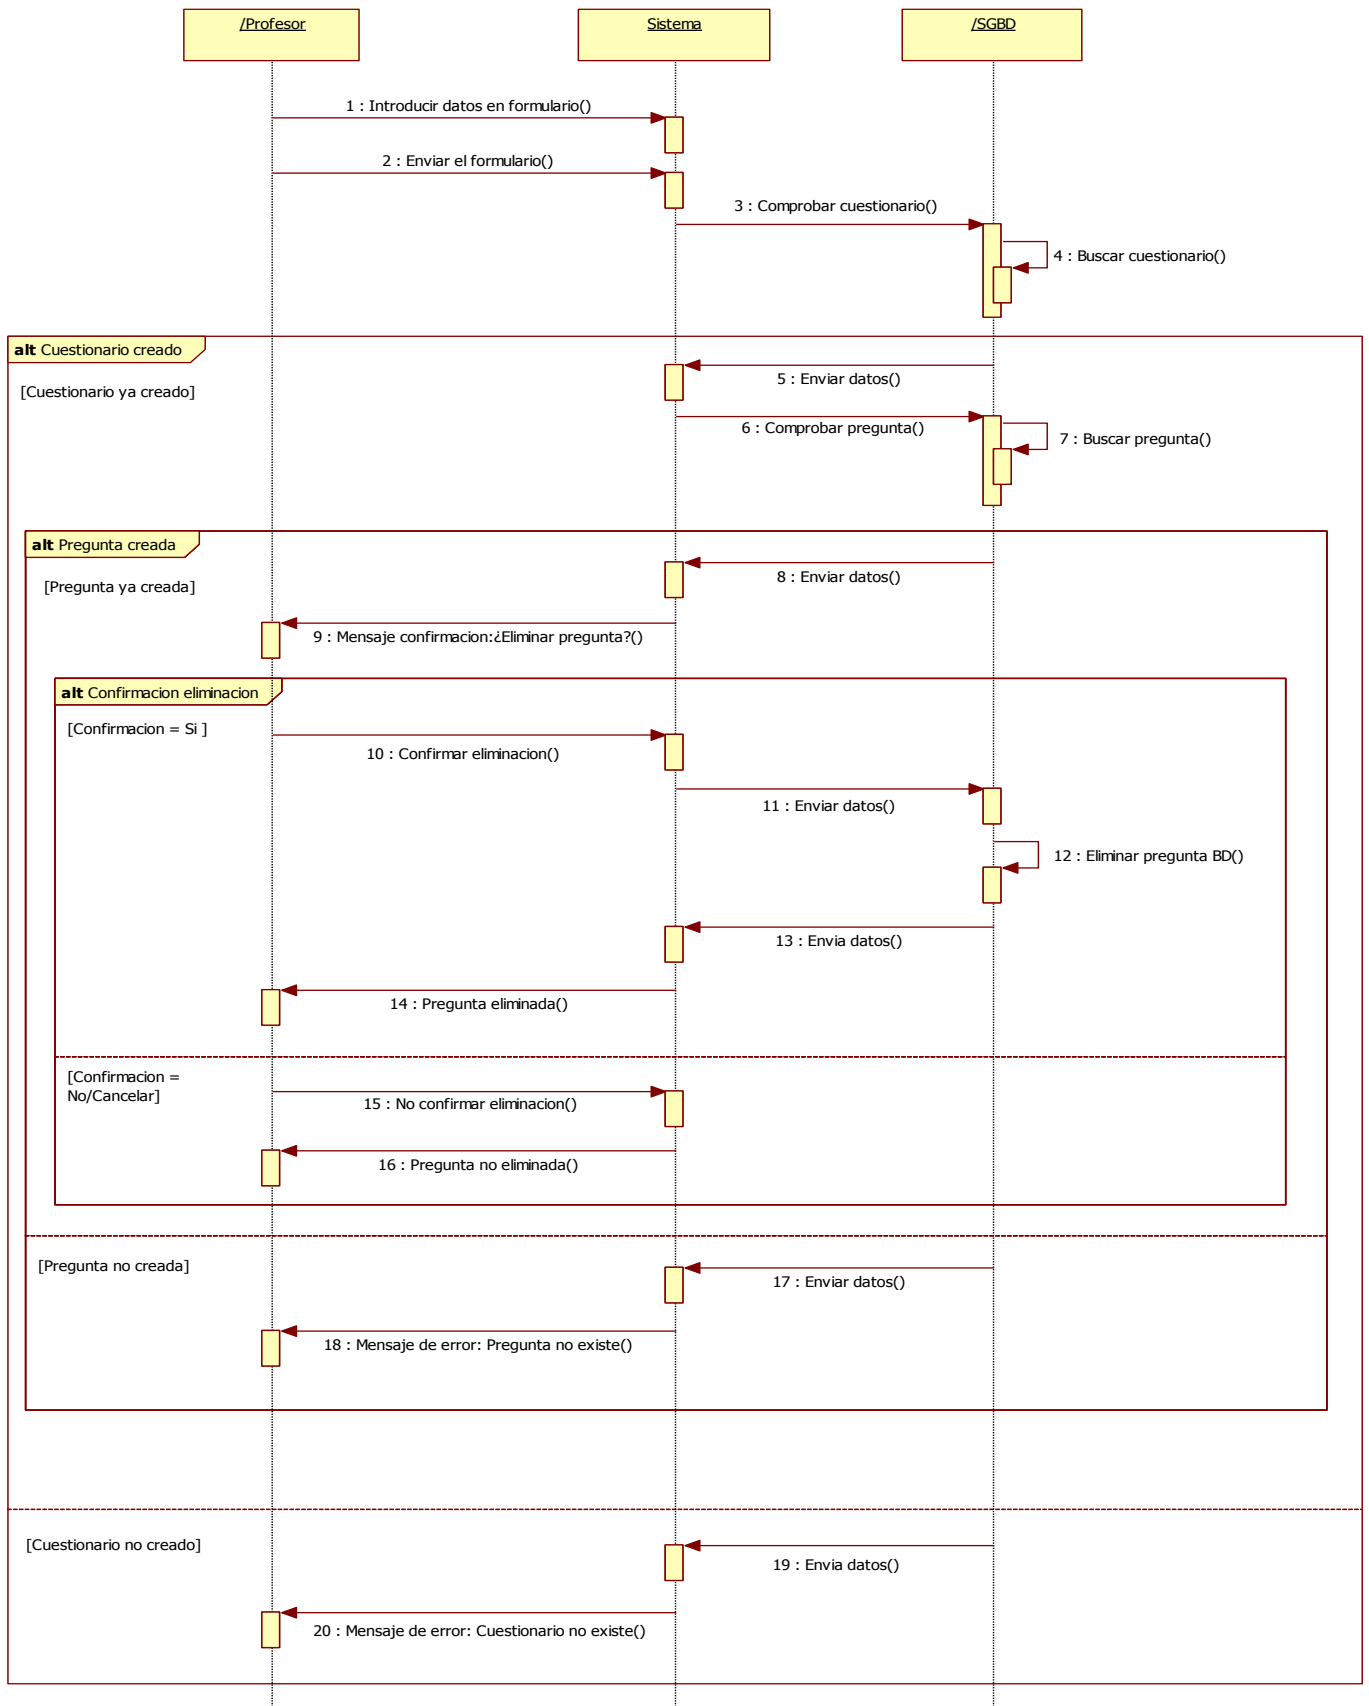 /Profesor
Sistema
/SGBD
1 : Introducir datos en formulario()
2 : Enviar el formulario()
3 : Comprobar cuestionario()
4 : Buscar cuestionario()
alt Cuestionario creado
[Cuestionario ya creado]
5 : Enviar datos()
6 : Comprobar pregunta()
7 : Buscar pregunta()
alt Pregunta creada
[Pregunta ya creada]
8 : Enviar datos()
9 : Mensaje confirmacion:¿Eliminar pregunta?()
alt Confirmacion eliminacion
[Confirmacion = Si ]
10 : Confirmar eliminacion()
11 : Enviar datos()
12 : Eliminar pregunta BD()
13 : Envia datos()
14 : Pregunta eliminada()
[Confirmacion =
No/Cancelar]
15 : No confirmar eliminacion()
16 : Pregunta no eliminada()
[Pregunta no creada]
17 : Enviar datos()
18 : Mensaje de error: Pregunta no existe()
[Cuestionario no creado]
19 : Envia datos()
20 : Mensaje de error: Cuestionario no existe()